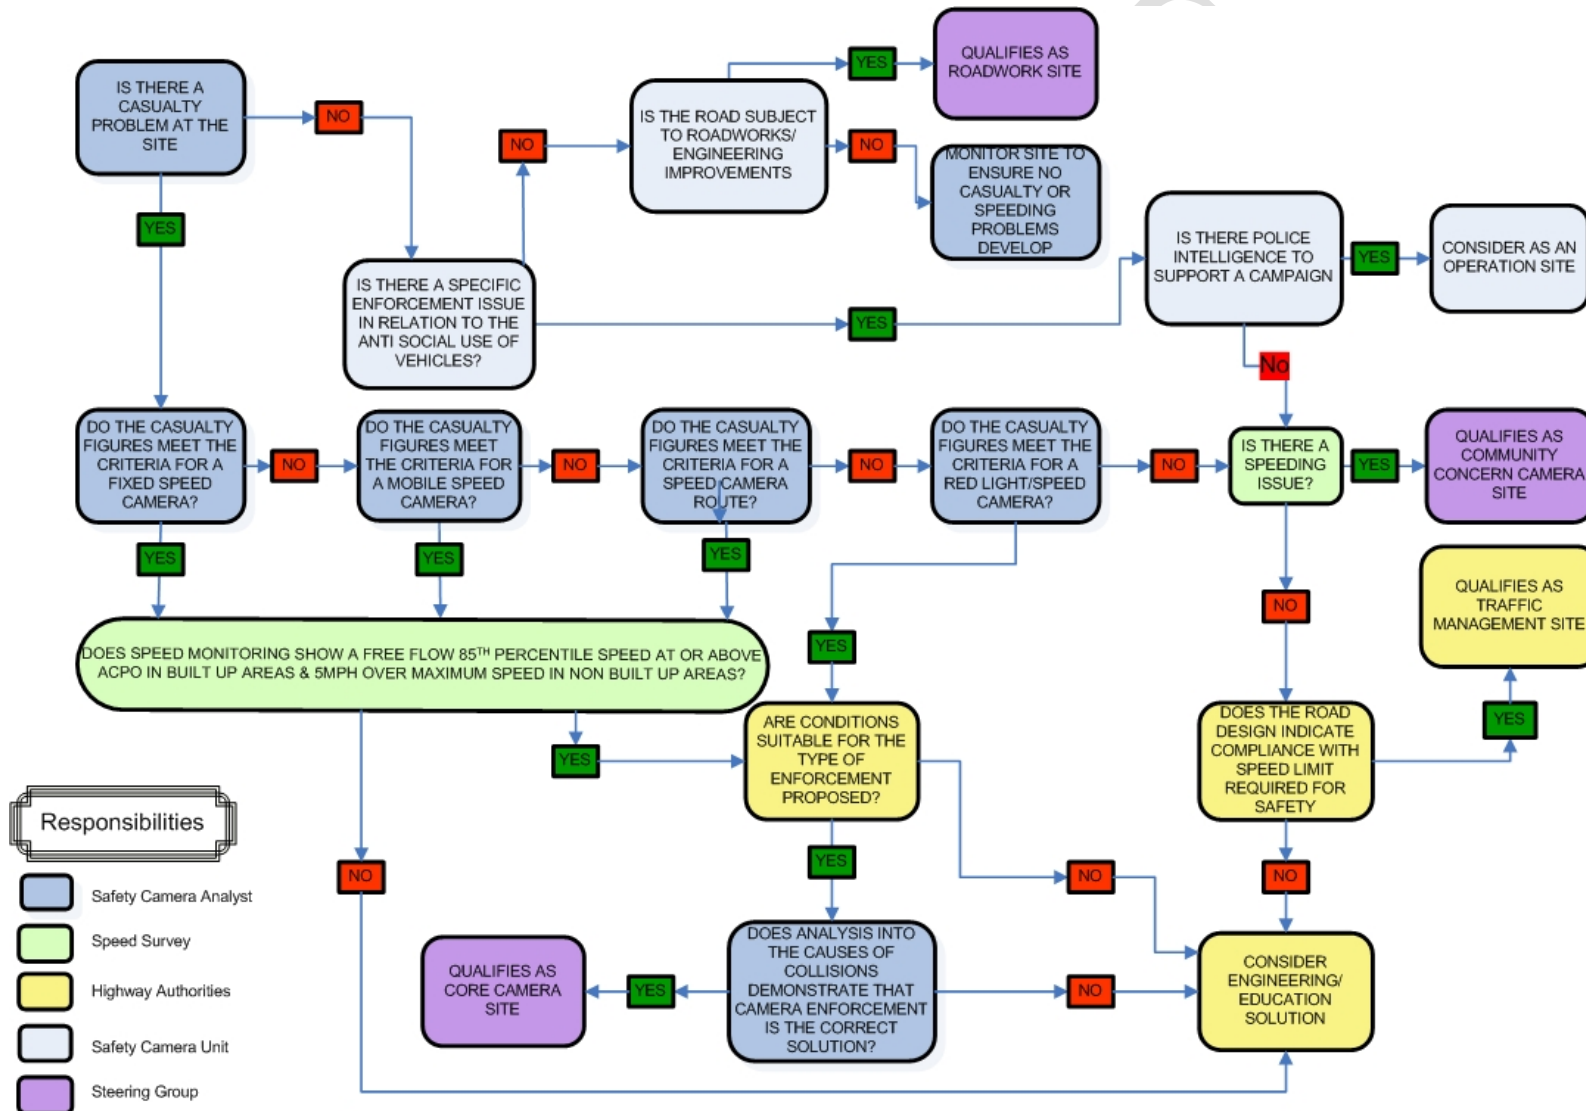 IS THERE A
CASUALTY
PROBLEM AT THE
SITE
NO
YES
IS THERE A SPECIFIC
ENFORCEMENT ISSUE
IN RELATION TO THE
ANTI SOCIAL USE OF
VEHICLES?
NO
YES
IS THE ROAD SUBJECT
TO ROADWORKS/
ENGINEERING
IMPROVEMENTS
YES
NO
QUALIFIES AS
ROADWORK SITE
MONITOR SITE TO
ENSURE NO
CASUALTY OR
SPEEDING
PROBLEMS
DEVELOP
IS THERE POLICE
INTELLIGENCE TO
SUPPORT A CAMPAIGN
YES
CONSIDER AS AN
OPERATION SITE
No
DO THE CASUALTY
FIGURES MEET THE
CRITERIA FOR A
FIXED SPEED
CAMERA?
NO
DO THE CASUALTY
FIGURES MEET
THE CRITERIA FOR
A MOBILE SPEED
CAMERA?
NO
DO THE CASUALTY
FIGURES MEET THE
CRITERIA FOR A
SPEED CAMERA
ROUTE?
NO
DO THE CASUALTY
FIGURES MEET THE
CRITERIA FOR A
RED LIGHT/SPEED
CAMERA?
NO
IS THERE A
SPEEDING
ISSUE?
YES
QUALIFIES AS
COMMUNITY
CONCERN CAMERA
SITE
YES
YES
YES
YES
NO
QUALIFIES AS
TRAFFIC
MANAGEMENT SITE
DOES SPEED MONITORING SHOW A FREE FLOW 85TH PERCENTILE SPEED AT OR ABOVE
ACPO IN BUILT UP AREAS & 5MPH OVER MAXIMUM SPEED IN NON BUILT UP AREAS?
YES
NO
ARE CONDITIONS
SUITABLE FOR THE
TYPE OF
ENFORCEMENT
PROPOSED?
YES
NO
DOES THE ROAD
DESIGN INDICATE
COMPLIANCE WITH
SPEED LIMIT
REQUIRED FOR
SAFETY
YES
NO
DOES ANALYSIS INTO
THE CAUSES OF
COLLISIONS
DEMONSTRATE THAT
CAMERA ENFORCEMENT
IS THE CORRECT
SOLUTION?
YES
NO
QUALIFIES AS
CORE CAMERA
SITE
CONSIDER
ENGINEERING/
EDUCATION
SOLUTION
Responsibilities
Safety Camera Analyst
Speed Survey
Highway Authorities
Safety Camera Unit
Steering Group